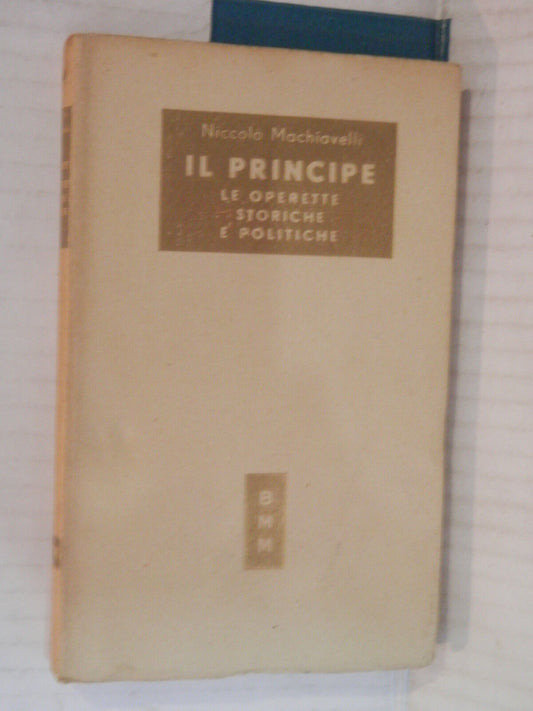 Niccolò Machiavelli
IL PRINCIPE
LE OPERETTE
STORICHE
E POLITICHE
B
M
M